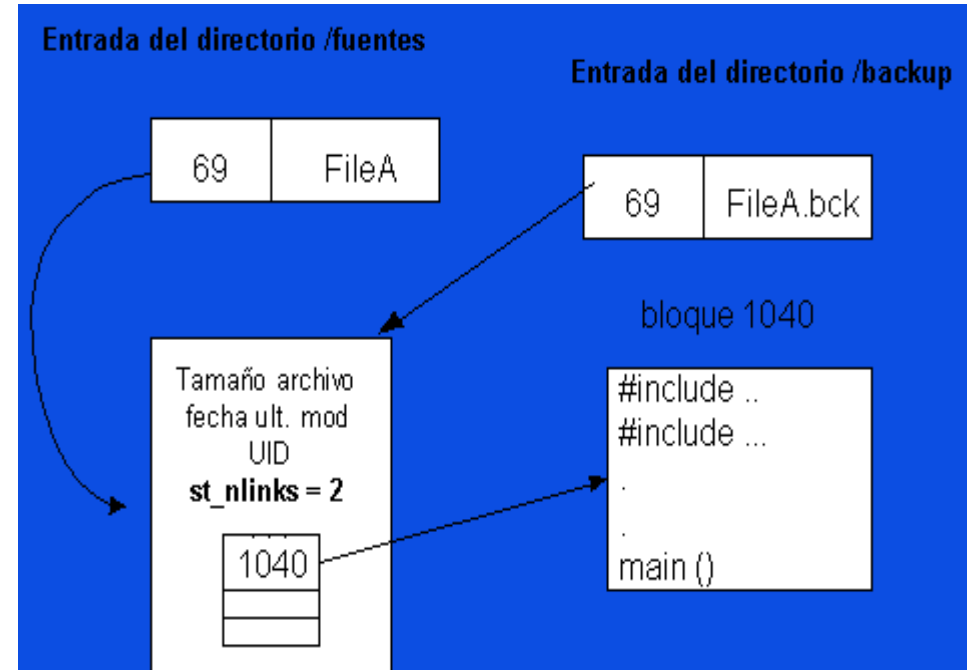 Entrada del directorio /fuentes
Entrada del directorio /backup
69 FileA
69 FileA.bck
bloque 1040
Tamaño archivo
fecha ult. mod
UID
st_nlinks = 2
. . . .
1040
#include ..
#include ...
.
.
main ()